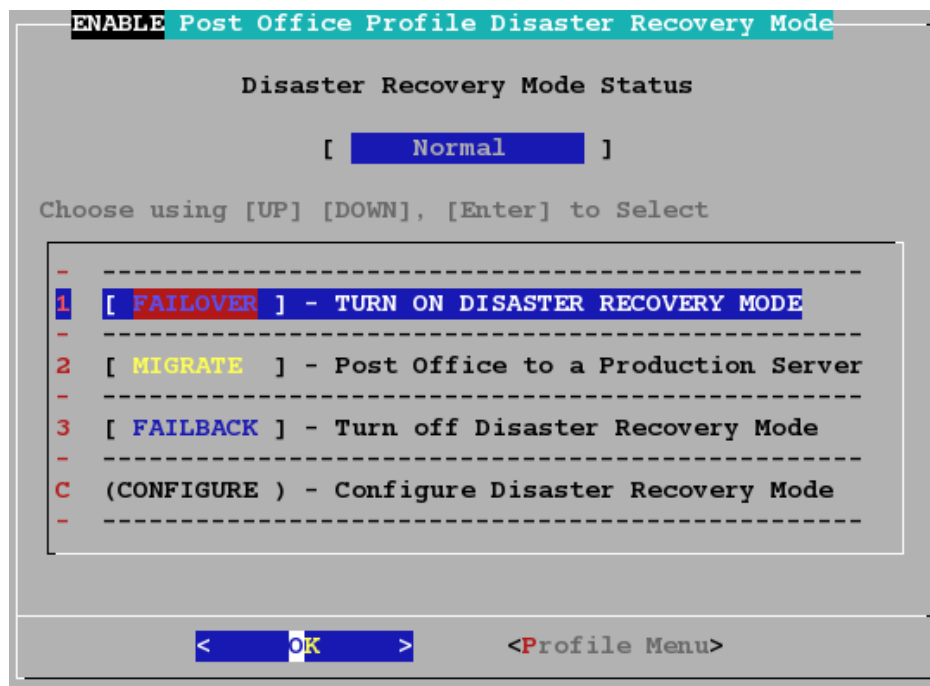 ENABLE Post Office Profile Disaster Recovery Mode
Disaster Recovery Mode Status
[ Normal ]
Choose using [UP] [DOWN], [Enter] to Select
- -------------------------------------------------
1 [ FAILOVER ] - TURN ON DISASTER RECOVERY MODE
- -------------------------------------------------
2 [ MIGRATE ] - Post Office to a Production Server
- -------------------------------------------------
3 [ FAILBACK ] - Turn off Disaster Recovery Mode
- -------------------------------------------------
C (CONFIGURE ) - Configure Disaster Recovery Mode
- -------------------------------------------------
< OK > <Profile Menu>